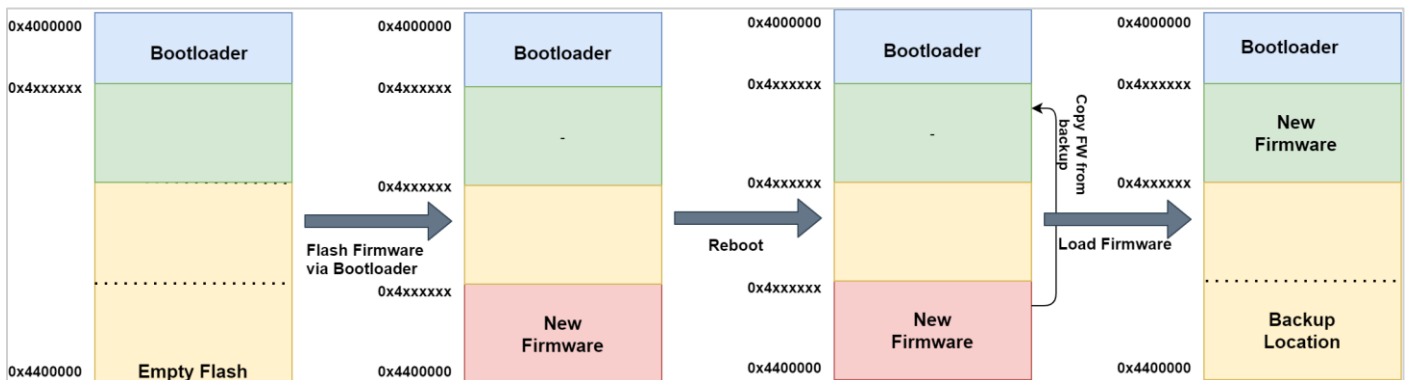 0x4000000
Bootloader
0x4xxxxxx
0x4400000
Empty Flash
Flash Firmware
via Bootloader
0x4000000
Bootloader
0x4xxxxxx
-
0x4xxxxxx
0x4xxxxxx
New
Firmware
0x4400000
Reboot
0x4000000
Bootloader
0x4xxxxxx
-
0x4xxxxxx
0x4xxxxxx
New
Firmware
0x4400000
Copy FW from
backup
Load Firmware
0x4000000
Bootloader
0x4xxxxxx
New
Firmware
0x4xxxxxx
Backup
Location
0x4400000